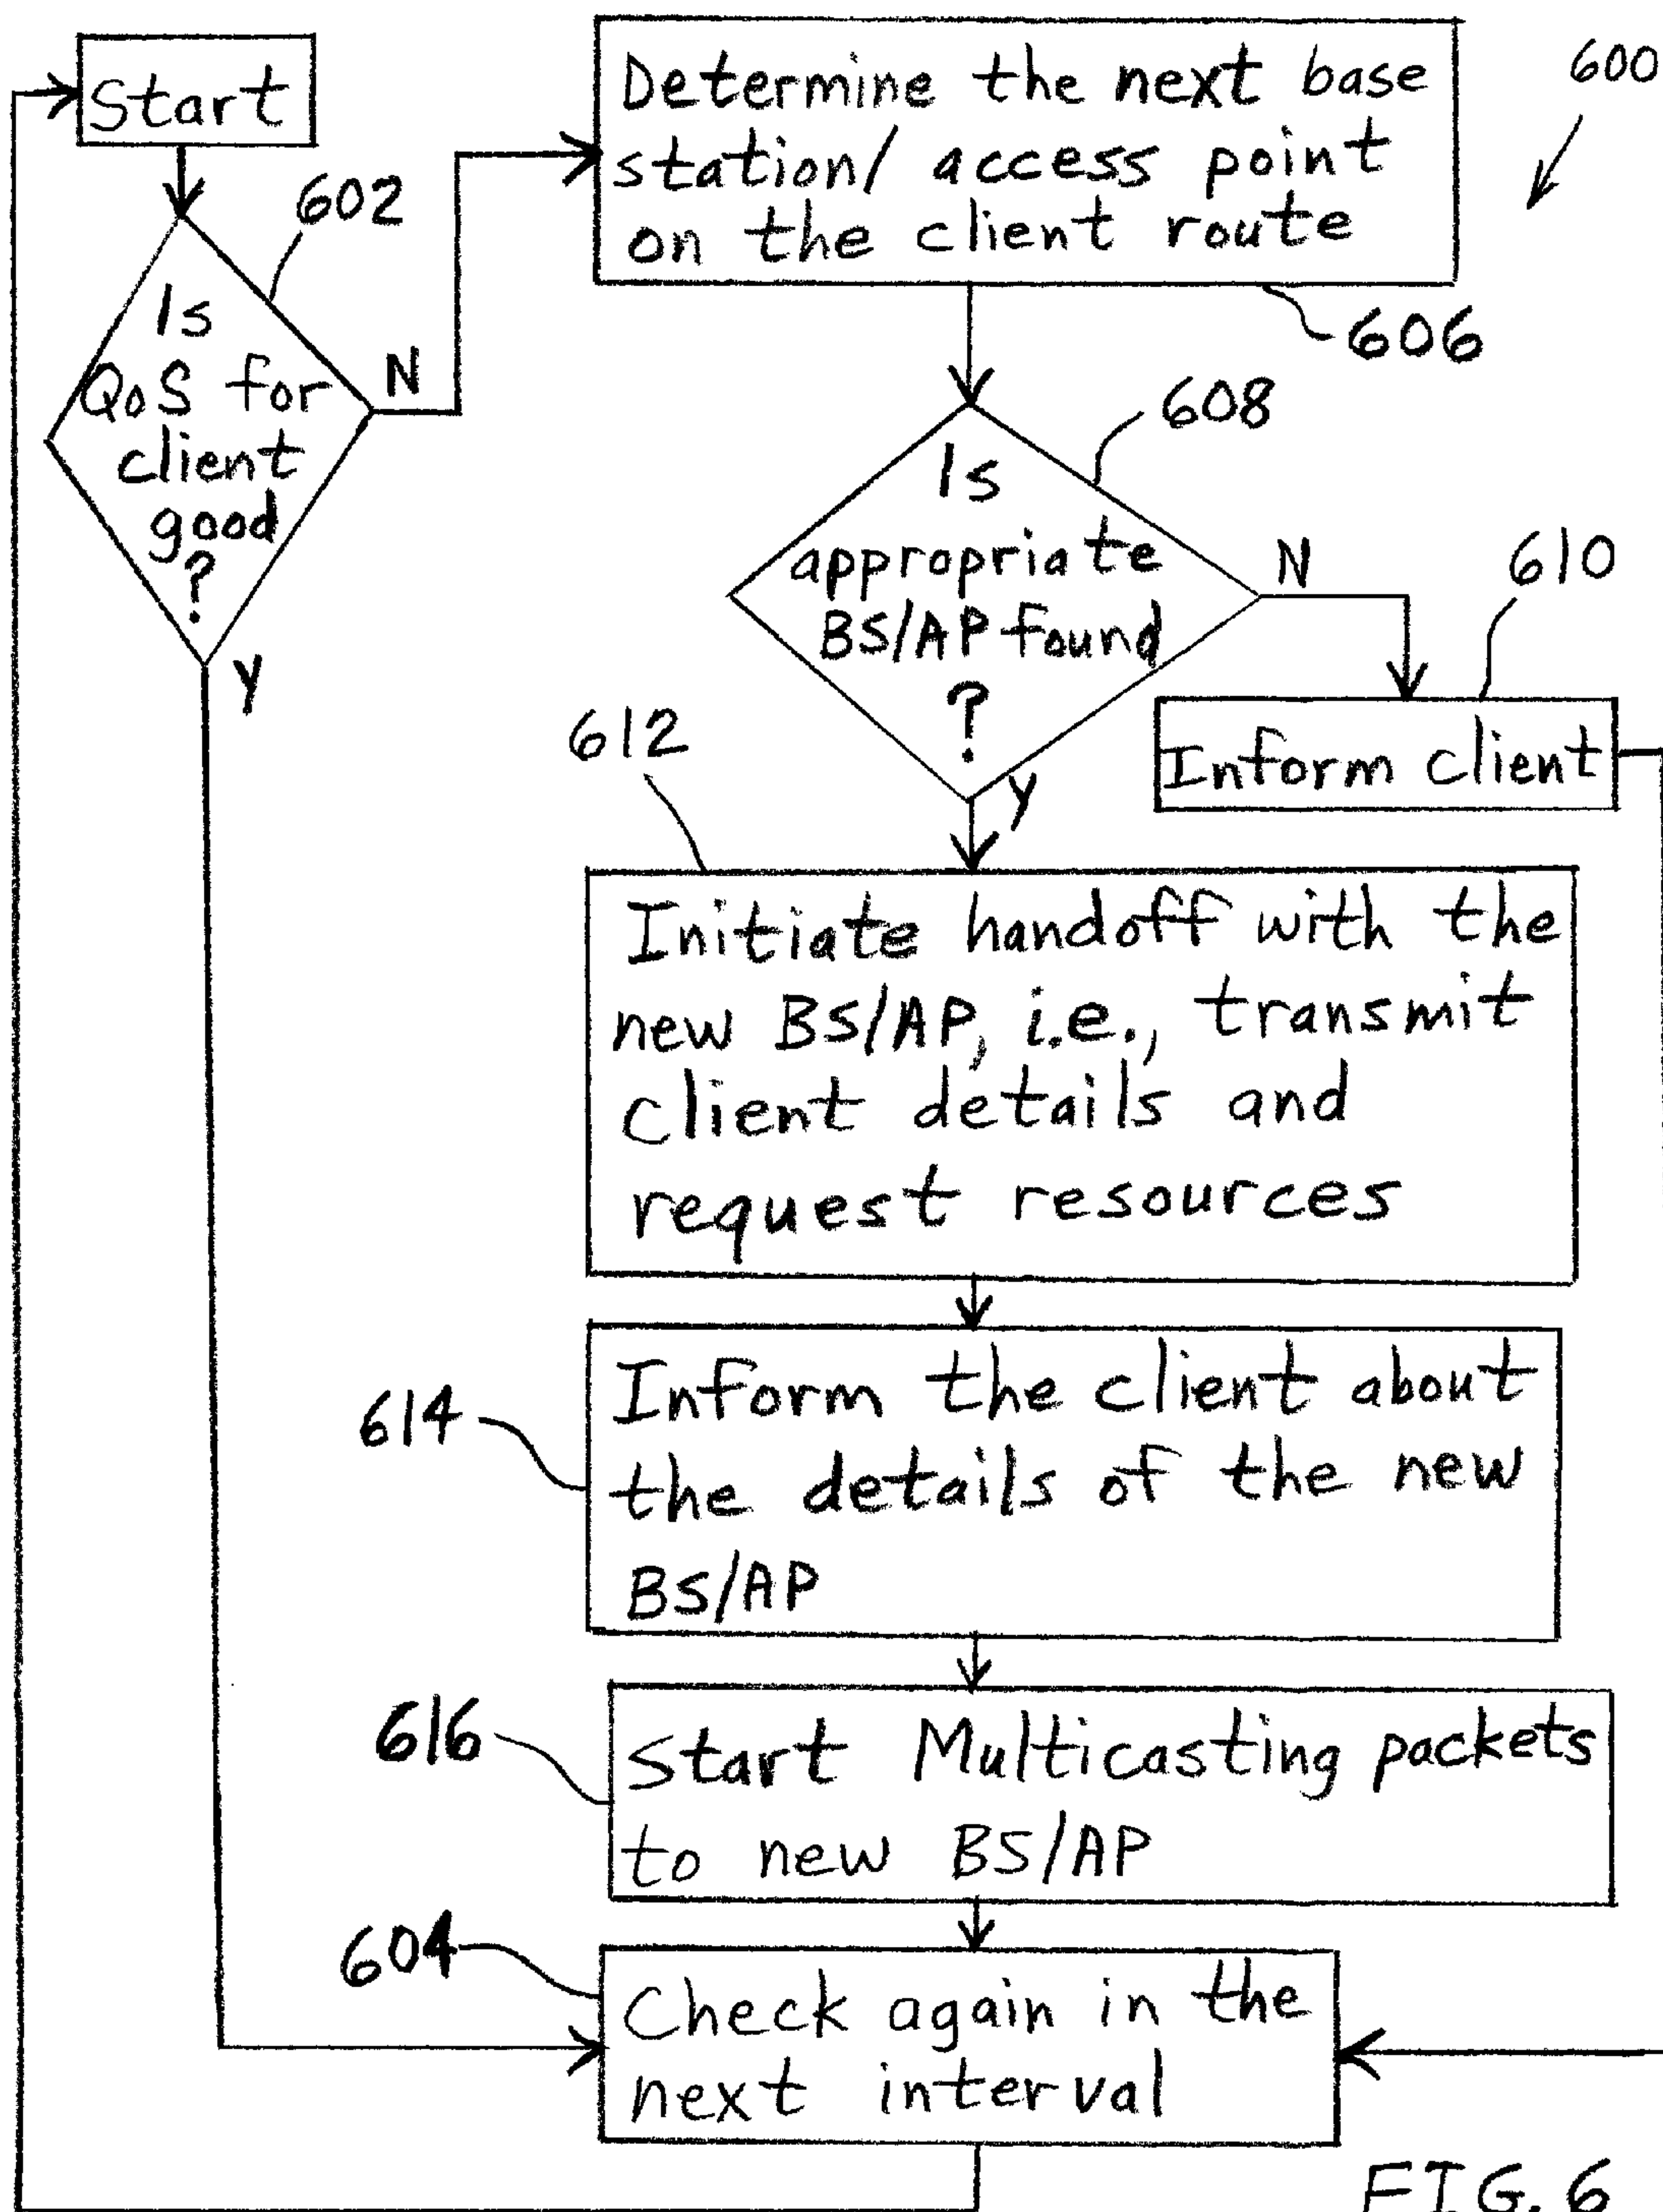 Start
602
Is
QoS for
client
good
?
N
Y
Determine the next base
station/ access point
on the client route
600
606
608
Is
appropriate
BS/AP found
?
N
Y
610
Inform client
612
Initiate handoff with the
new BS/AP, i.e., transmit
client details and
request resources
614
Inform the client about
the details of the new
BS/AP
616
Start Multicasting packets
to new BS/AP
604
Check again in the
next interval
FIG. 6